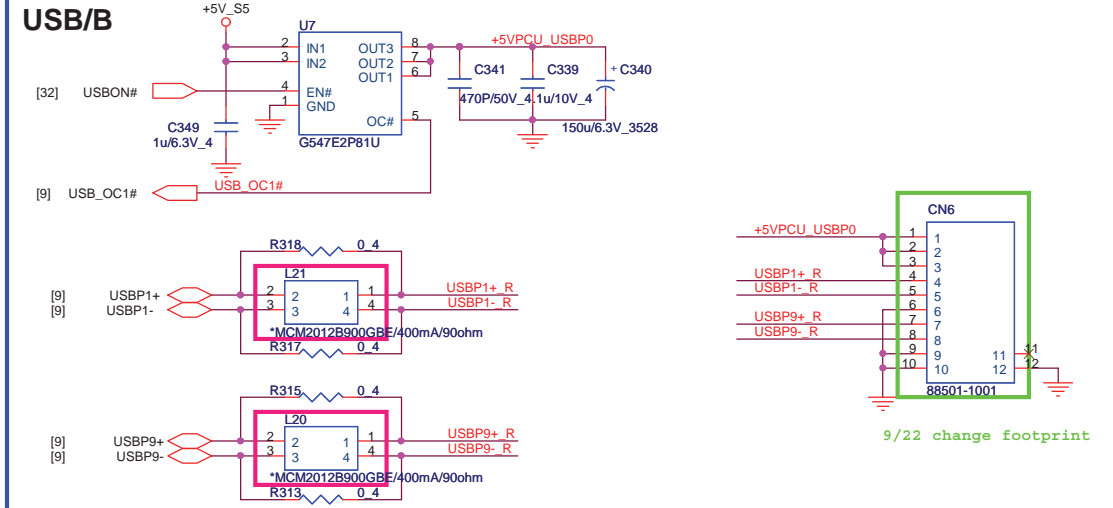 USB/B
+5V_S5
U7
2 IN1 OUT3 8 +5VPCU_USBP0
3 IN2 OUT2 7
OUT1 6
C341 C339 + C340
[32] USBON# 4 EN#
1 GND
470P/50V_4 .1u/10V_4
OC# 5
C349
1u/6.3V_4
150u/6.3V_3528
G547E2P81U
[9] USB_OC1# USB_OC1#
R318 0_4
L21
[9] USBP1+ 2 2 1 1 USBP1+_R
[9] USBP1- 3 3 4 4 USBP1-_R
*MCM2012B900GBE/400mA/90ohm
R317 0_4
R315 0_4
L20
[9] USBP9+ 2 2 1 1 USBP9+_R
[9] USBP9- 3 3 4 4 USBP9-_R
*MCM2012B900GBE/400mA/90ohm
R313 0_4
CN6
+5VPCU_USBP0 1 1
2 2
3 3
USBP1+_R 4 4
USBP1-_R 5 5
6 6
USBP9+_R 7 7
USBP9-_R 8 8
9 9 11 11
10 10 12 12
88501-1001
9/22 change footprint